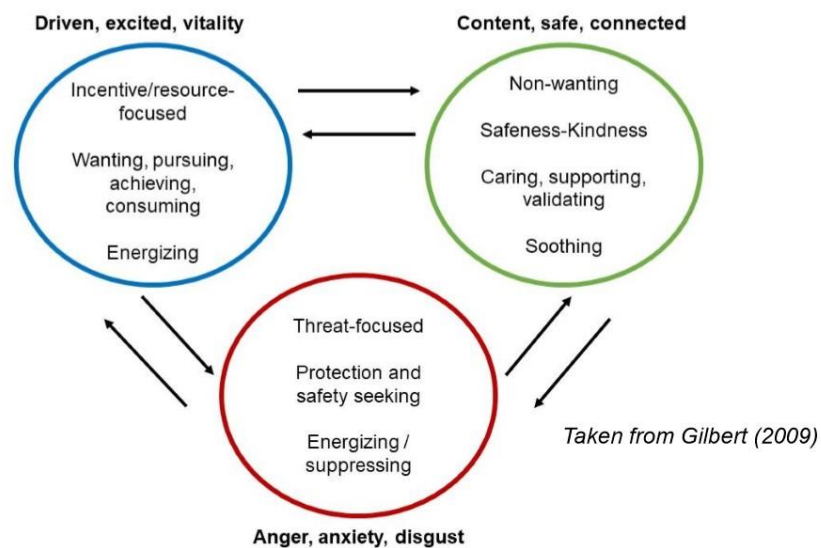 Driven, excited, vitality
Incentive/resource-
focused
Wanting, pursuing,
achieving,
consuming
Energizing
Content, safe, connected
Non-wanting
Safeness-Kindness
Caring, supporting,
validating
Soothing
Threat-focused
Protection and
safety seeking
Energizing /
suppressing
Anger, anxiety, disgust
Taken from Gilbert (2009)